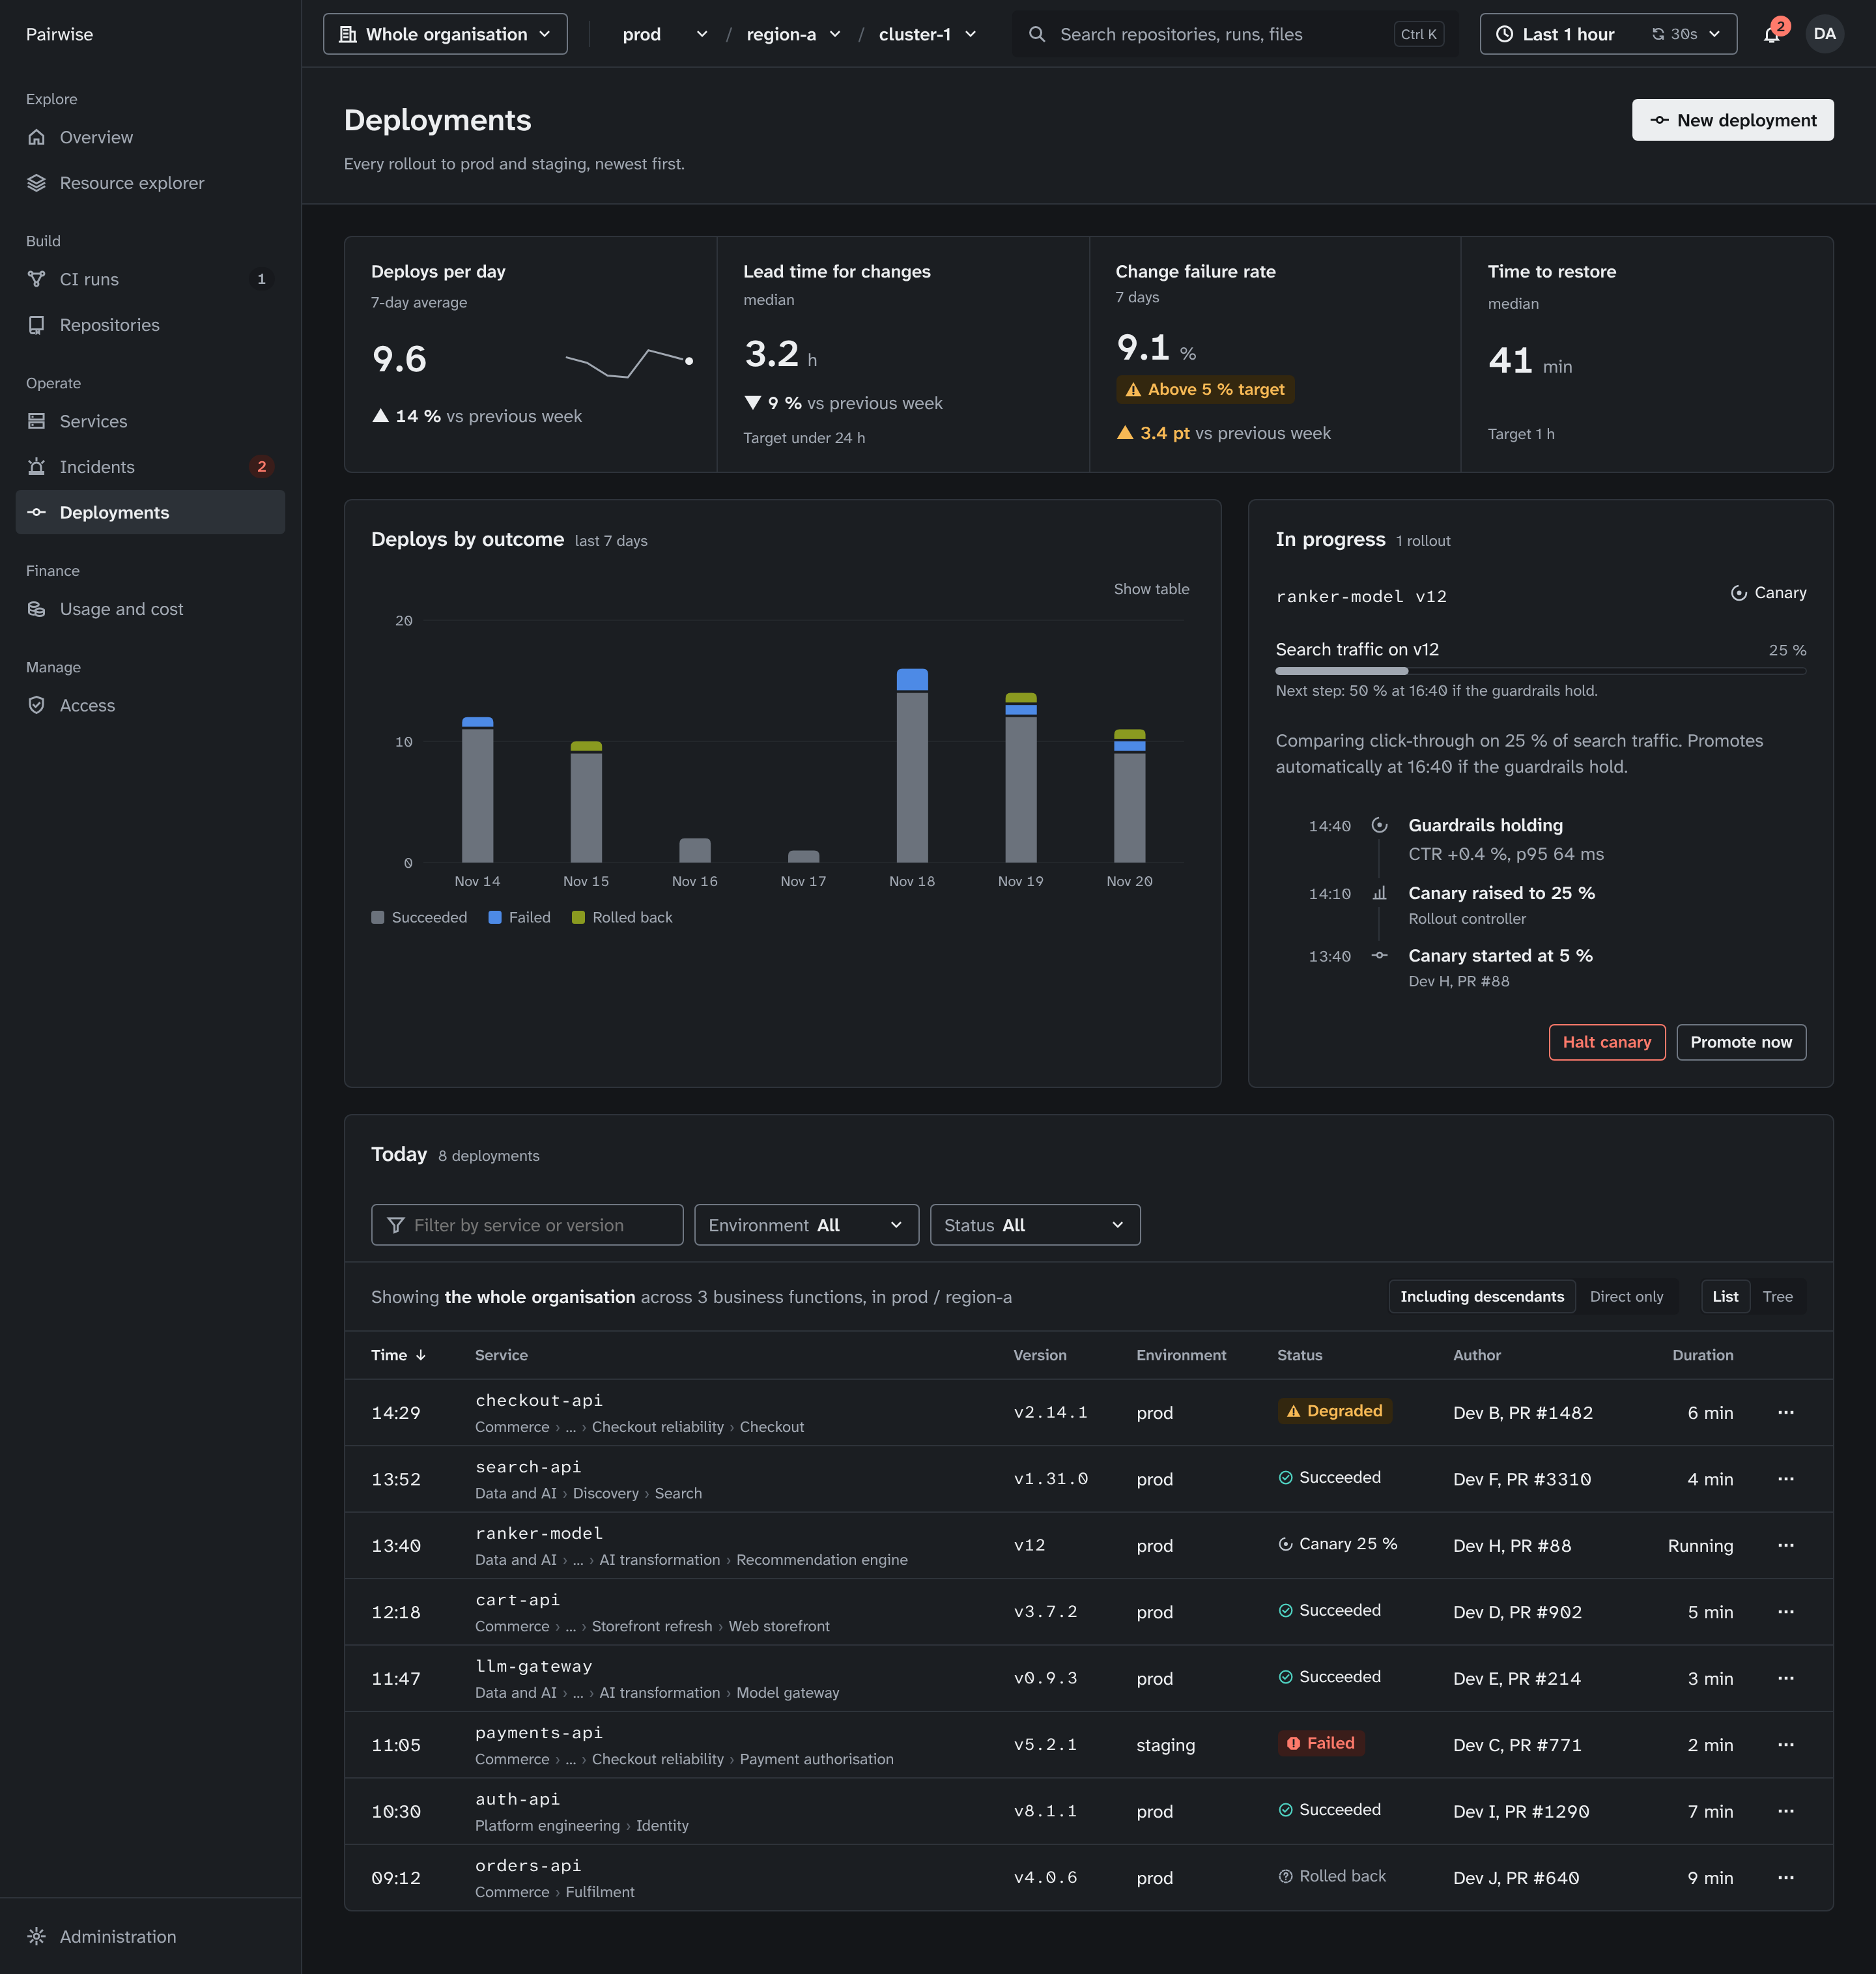 Pairwise
Whole organisation
prod / region-a / cluster-1
Search repositories, runs, files
Ctrl K
Last 1 hour
30s
2
DA
Explore
Overview
Resource explorer
Build
CI runs
1
Repositories
Operate
Services
Incidents
2
Deployments
Finance
Usage and cost
Manage
Access
Administration
Deployments
Every rollout to prod and staging, newest first.
New deployment
Deploys per day
7-day average
9.6
14 % vs previous week
Lead time for changes
median
3.2 h
9 % vs previous week
Target under 24 h
Change failure rate
7 days
9.1 %
Above 5 % target
3.4 pt vs previous week
Time to restore
median
41 min
Target 1 h
Deploys by outcome last 7 days
Show table
20
10
0
Nov 14 Nov 15 Nov 16 Nov 17 Nov 18 Nov 19 Nov 20
Succeeded Failed Rolled back
In progress 1 rollout
ranker-model v12
Canary
Search traffic on v12
25 %
Next step: 50 % at 16:40 if the guardrails hold.
Comparing click-through on 25 % of search traffic. Promotes
automatically at 16:40 if the guardrails hold.
14:40 Guardrails holding
CTR +0.4 %, p95 64 ms
14:10 Canary raised to 25 %
Rollout controller
13:40 Canary started at 5 %
Dev H, PR #88
Halt canary
Promote now
Today 8 deployments
Filter by service or version
Environment All
Status All
Showing the whole organisation across 3 business functions, in prod / region-a
Including descendants Direct only
List Tree
Time ↓ Service Version Environment Status Author Duration
14:29 checkout-api v2.14.1 prod Degraded Dev B, PR #1482 6 min ···
Commerce › ... › Checkout reliability › Checkout
13:52 search-api v1.31.0 prod Succeeded Dev F, PR #3310 4 min ···
Data and AI › Discovery › Search
13:40 ranker-model v12 prod Canary 25 % Dev H, PR #88 Running ···
Data and AI › ... › AI transformation › Recommendation engine
12:18 cart-api v3.7.2 prod Succeeded Dev D, PR #902 5 min ···
Commerce › ... › Storefront refresh › Web storefront
11:47 llm-gateway v0.9.3 prod Succeeded Dev E, PR #214 3 min ···
Data and AI › ... › AI transformation › Model gateway
11:05 payments-api v5.2.1 staging Failed Dev C, PR #771 2 min ···
Commerce › ... › Checkout reliability › Payment authorisation
10:30 auth-api v8.1.1 prod Succeeded Dev I, PR #1290 7 min ···
Platform engineering › Identity
09:12 orders-api v4.0.6 prod Rolled back Dev J, PR #640 9 min ···
Commerce › Fulfilment